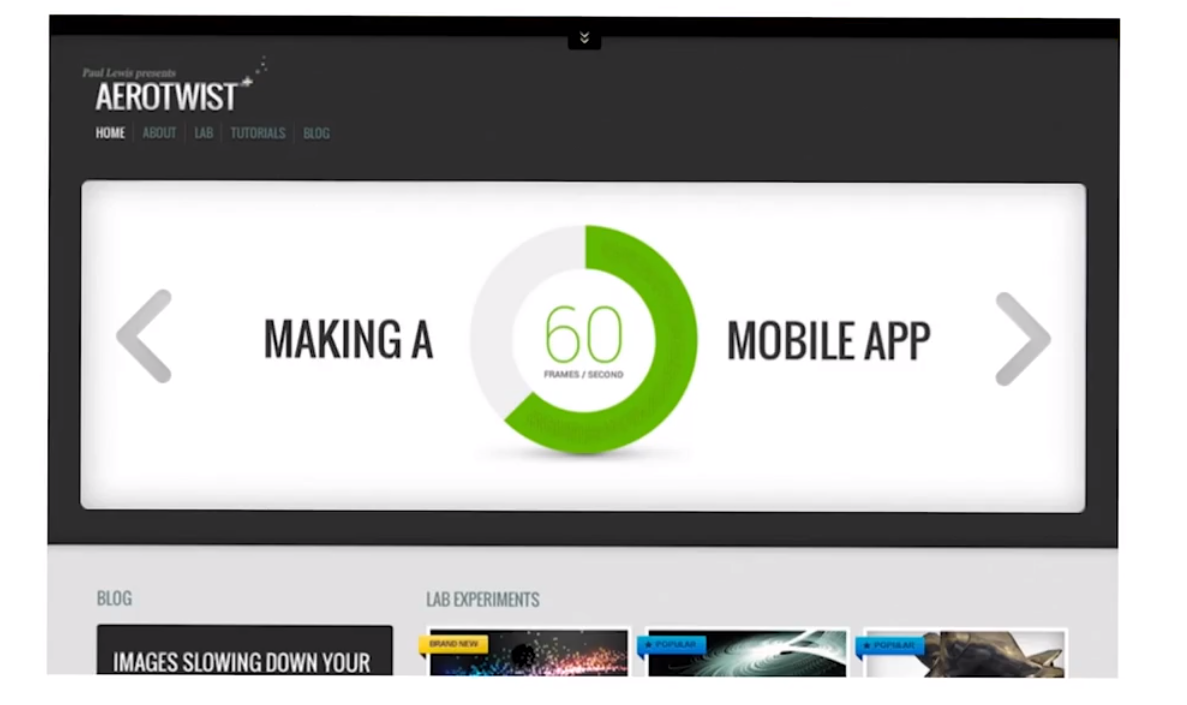 Paul Lewis presents
AEROTWIST
HOME ABOUT LAB TUTORIALS BLOG
MAKING A 60 MOBILE APP
FRAMES / SECOND
BLOG LAB EXPERIMENTS
BRAND NEW POPULAR POPULAR
IMAGES SLOWING DOWN YOUR